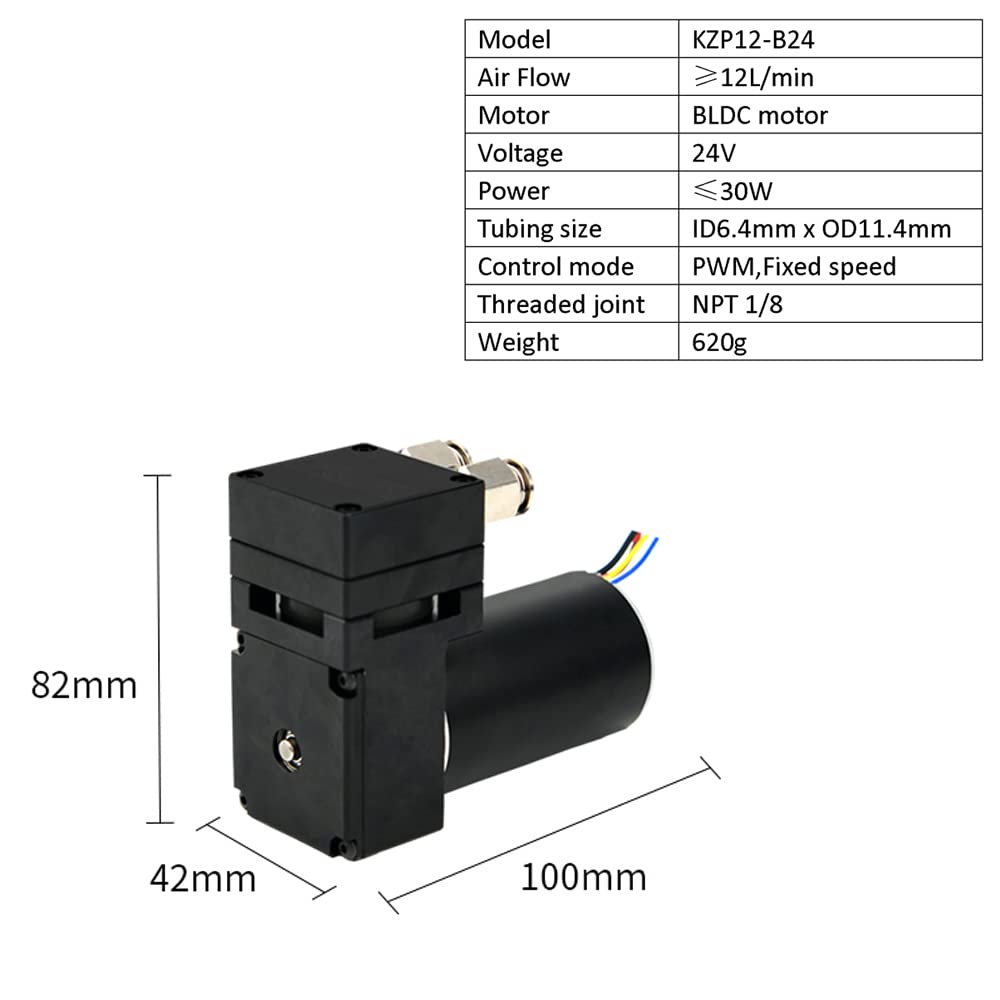 Model KZP12-B24
Air Flow ≥12L/min
Motor BLDC motor
Voltage 24V
Power ≤30W
Tubing size ID6.4mm x OD11.4mm
Control mode PWM,Fixed speed
Threaded joint NPT 1/8
Weight 620g
82mm
42mm
100mm